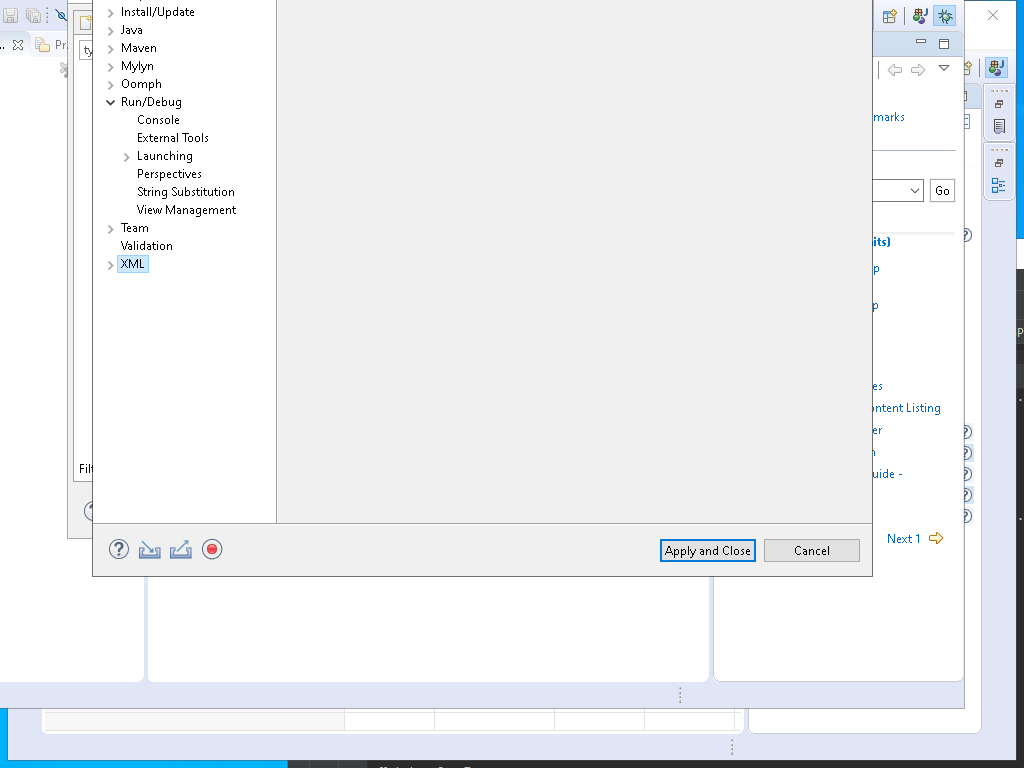 Install/Update
Java
Maven
Mylyn
Oomph
Run/Debug
Console
External Tools
Launching
Perspectives
String Substitution
View Management
Team
Validation
XML
Pr
ty
Filt
marks
Go
its)
p
p
es
ontent Listing
er
n
uide -
Next 1
Apply and Close
Cancel
P